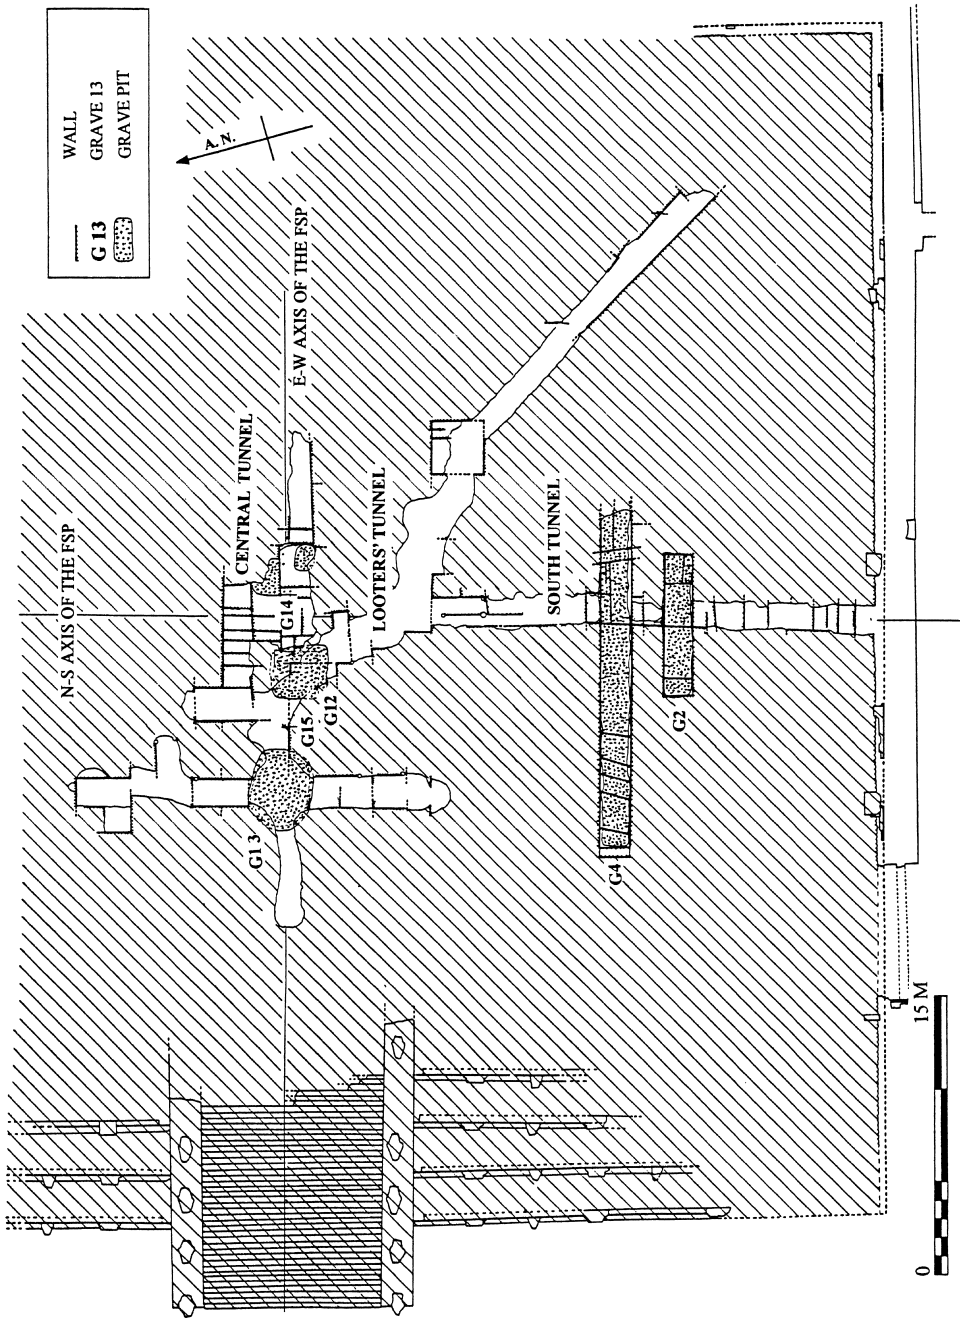 WALL
G 13 GRAVE 13
GRAVE PIT
A. N.
N-S AXIS OF THE FSP
CENTRAL TUNNEL
E-W AXIS OF THE FSP
LOOTERS' TUNNEL
SOUTH TUNNEL
G14
G15
G12
G13
G4
G2
0
15 M